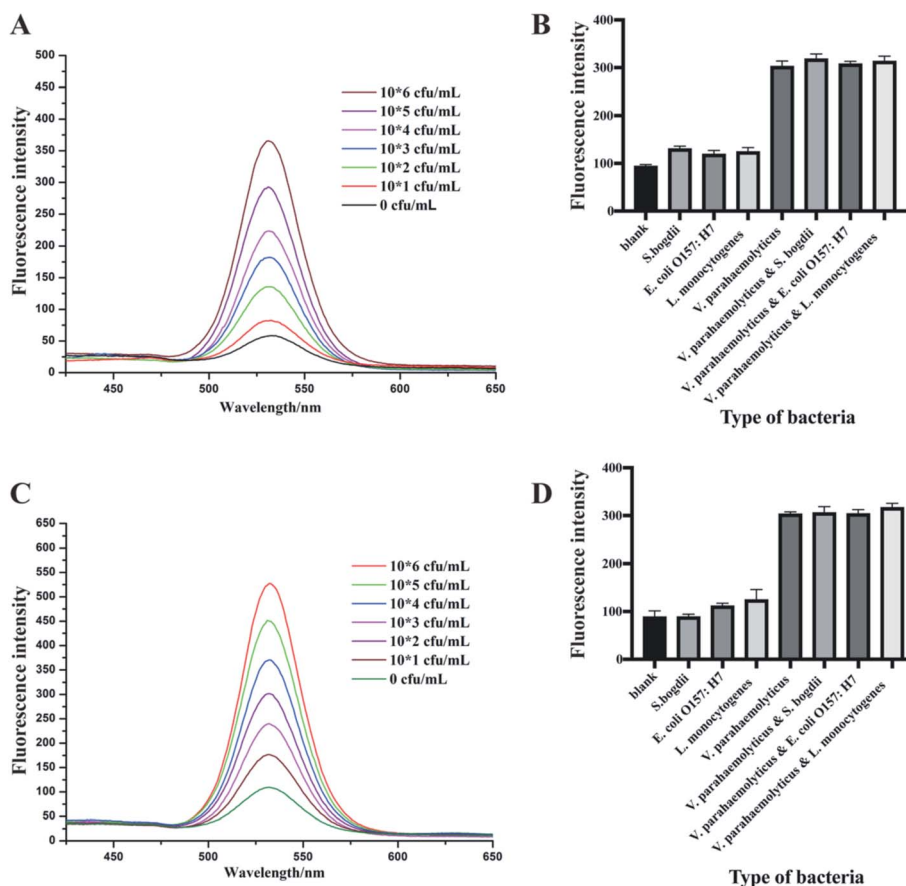 A
500
450
400
350
300
250
200
150
100
50
0
Fluorescence intensity
10*6 cfu/mL
10*5 cfu/mL
10*4 cfu/mL
10*3 cfu/mL
10*2 cfu/mL
10*1 cfu/mL
0 cfu/mL
450
500
550
600
650
Wavelength/nm
B
400
300
200
100
0
Fluorescence intensity
blank
S.bogdii
E. coli O157: H7
L. monocytogenes
V. parahaemolyticus
V. parahaemolyticus & S. bogdii
V. parahaemolyticus & E. coli O157: H7
V. parahaemolyticus & L. monocytogenes
Type of bacteria
C
650
600
550
500
450
400
350
300
250
200
150
100
50
0
Fluorescence intensity
10*6 cfu/mL
10*5 cfu/mL
10*4 cfu/mL
10*3 cfu/mL
10*2 cfu/mL
10*1 cfu/mL
0 cfu/mL
450
500
550
600
650
Wavelength/nm
D
400
300
200
100
0
Fluorescence intensity
blank
S.bogdii
E. coli O157: H7
L. monocytogenes
V. parahaemolyticus
V. parahaemolyticus & S. bogdii
V. parahaemolyticus & E. coli O157: H7
V. parahaemolyticus & L. monocytogenes
Type of bacteria